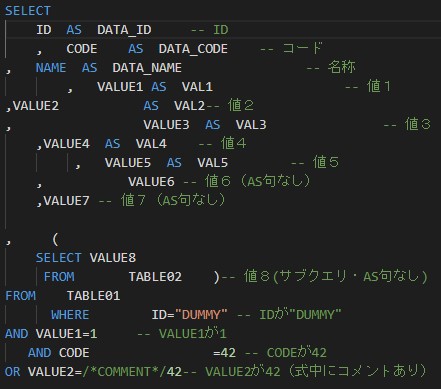 SELECT
    ID  AS  DATA_ID     -- ID
    ,   CODE    AS  DATA_CODE    -- コード
,   NAME  AS  DATA_NAME                -- 名称
        ,   VALUE1 AS  VAL1                 -- 値１
,VALUE2           AS  VAL2-- 値２
,                 VALUE3  AS  VAL3               -- 値３
    ,VALUE4  AS  VAL4    -- 値４
         ,   VALUE5  AS  VAL5        -- 値５
    ,           VALUE6 -- 値６（AS句なし）
    ,VALUE7 -- 値７（AS句なし）
,     (
    SELECT VALUE8
     FROM      TABLE02    )-- 値８(サブクエリ・AS句なし)
FROM    TABLE01
      WHERE        ID="DUMMY" -- IDが"DUMMY"
AND VALUE1=1     -- VALUE1が1
   AND CODE                =42 -- CODEが42
OR VALUE2=/*COMMENT*/42-- VALUE2が42（式中にコメントあり）